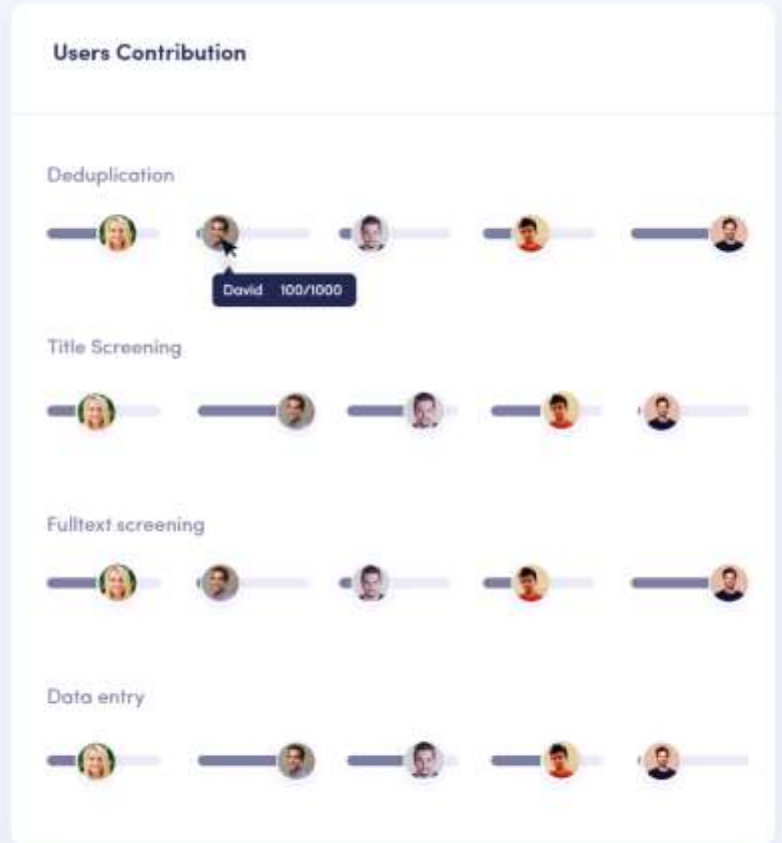 Users Contribution
Deduplication
David 100/1000
Title Screening
Fulltext screening
Data entry